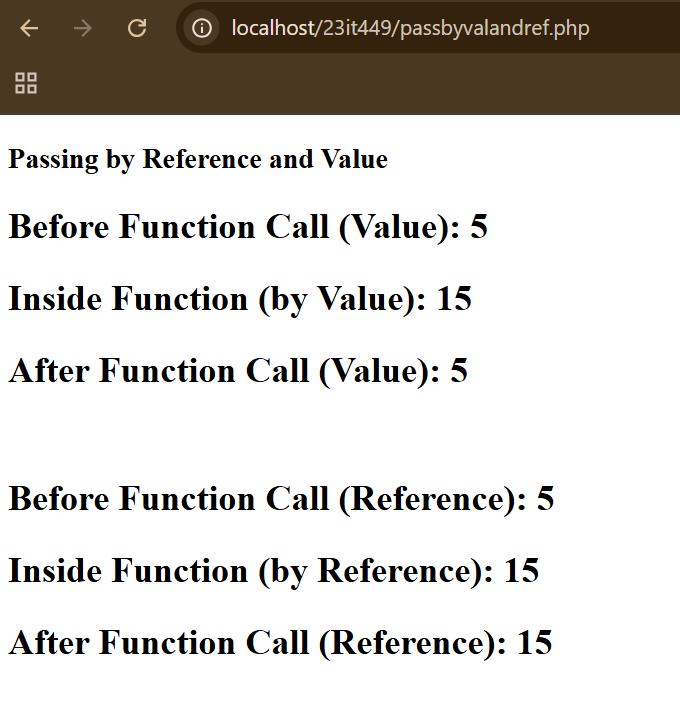 localhost/23it449/passbyvalandref.php
Passing by Reference and Value
Before Function Call (Value): 5
Inside Function (by Value): 15
After Function Call (Value): 5
Before Function Call (Reference): 5
Inside Function (by Reference): 15
After Function Call (Reference): 15